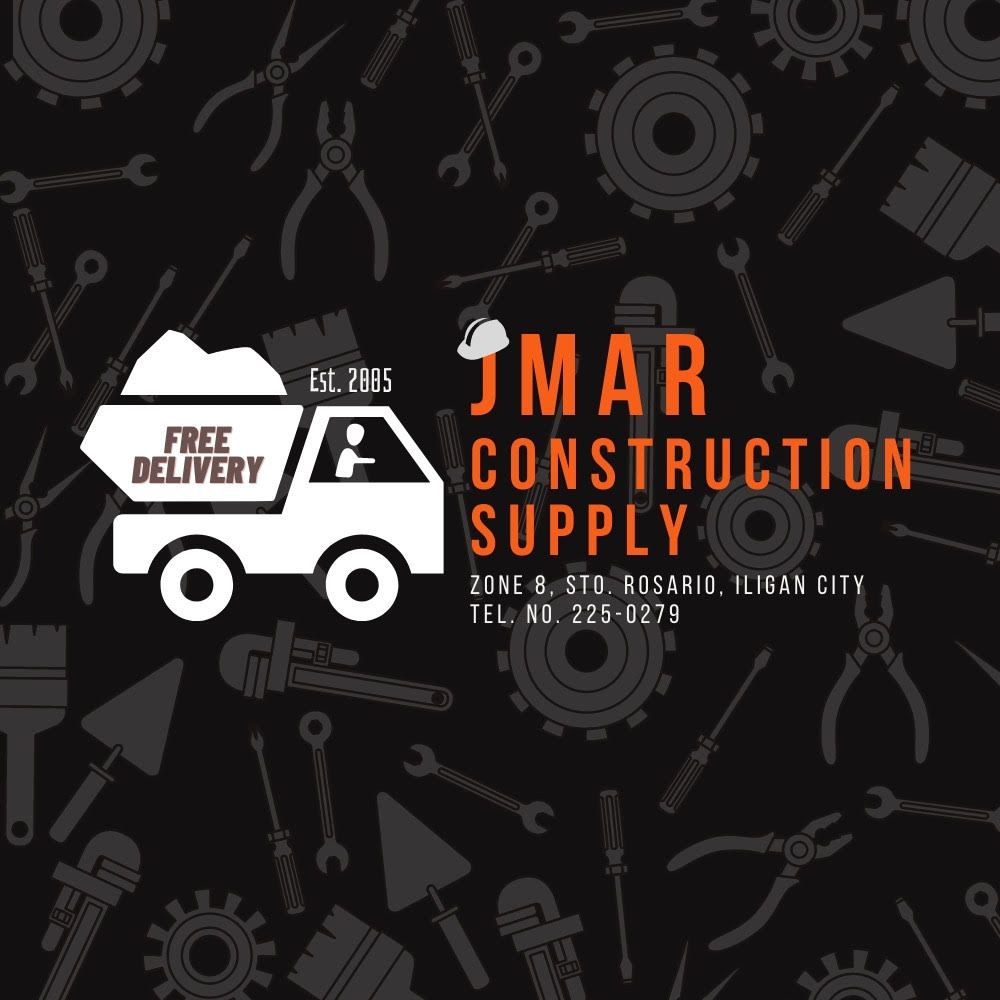 Est. 2005
FREE
DELIVERY
JMAR
CONSTRUCTION
SUPPLY
ZONE 8, STO. ROSARIO, ILIGAN CITY
TEL. NO. 225-0279